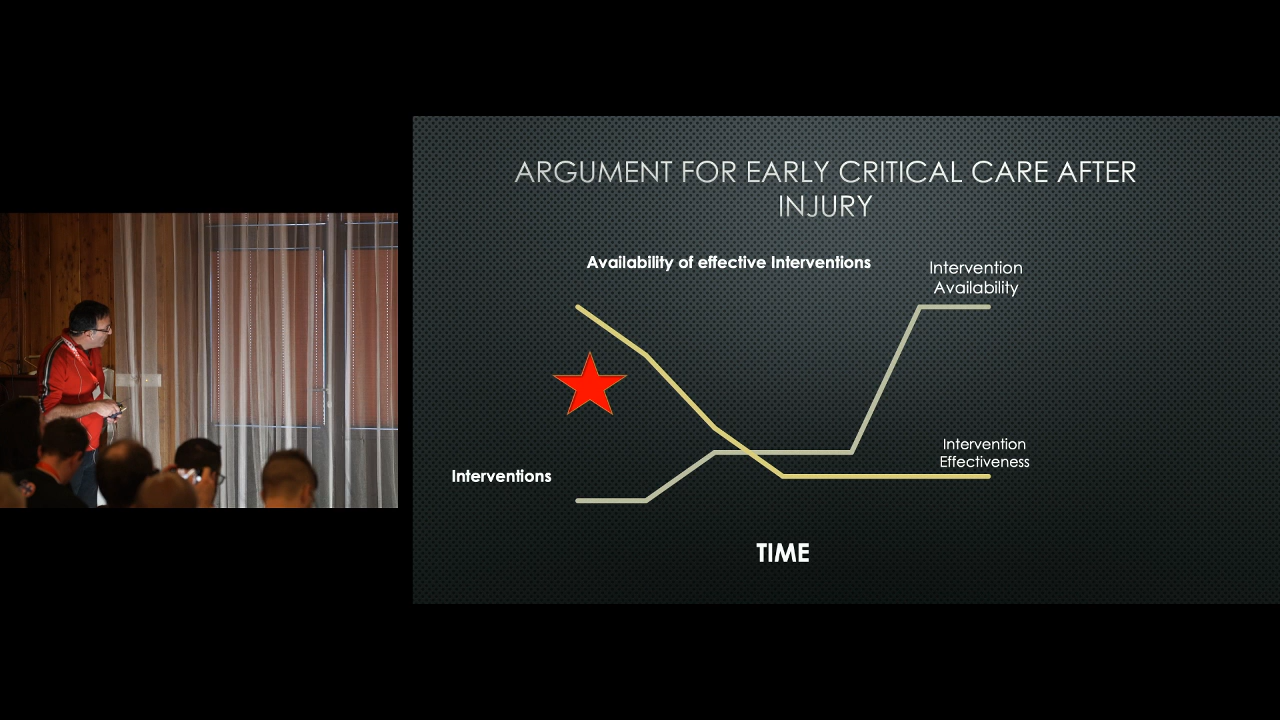 ARGUMENT FOR EARLY CRITICAL CARE AFTER
INJURY
Availability of effective Interventions
Intervention
Availability
Intervention
Effectiveness
Interventions
TIME